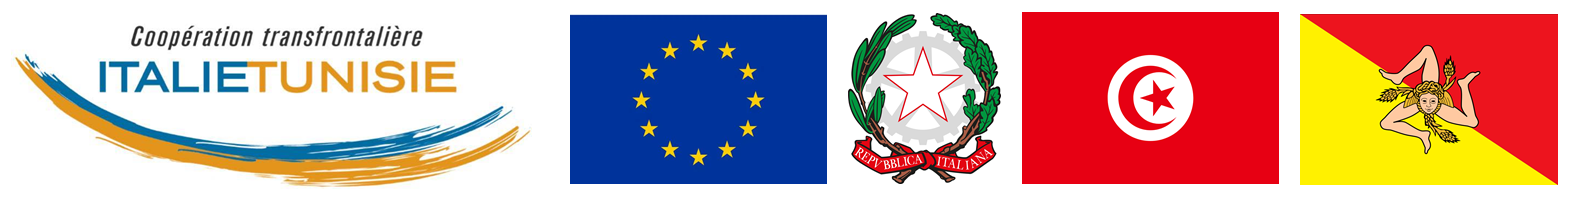 Coopération transfrontalière
ITALIETUNISIE
REPVBBLICA ITALIANA